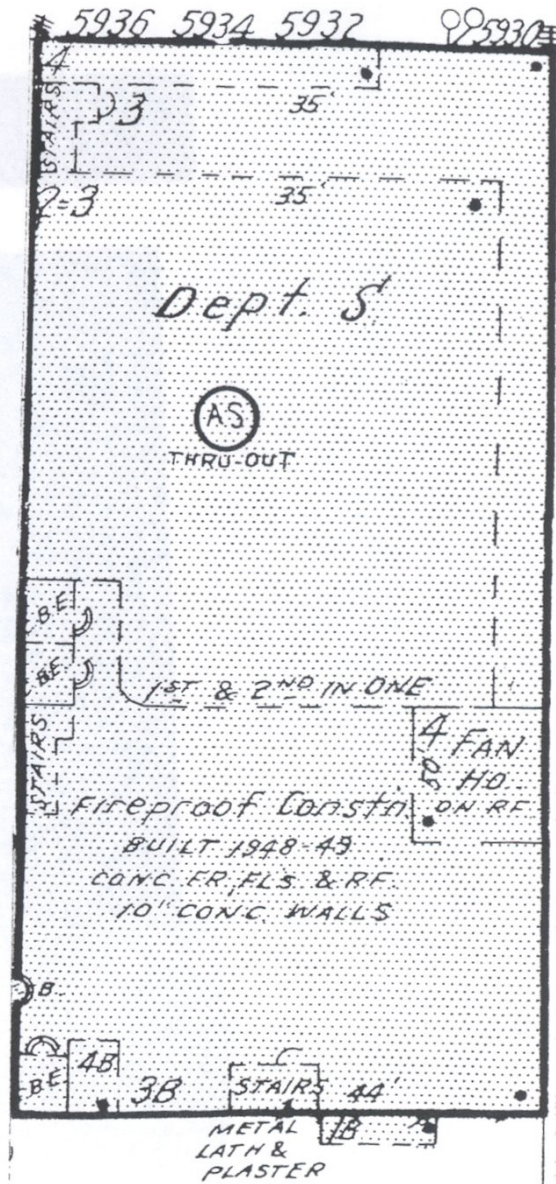 5936 5934 5932 5930
4
STAIRS
3
35'
2=3
35'
Dept. S.
AS
THRU-OUT
B.E.
B.E.
1ST & 2ND IN ONE
STAIRS
4 FAN
50 HO.
ON RF.
Fireproof Constn.
BUILT 1948-49
CONC. FR, FLS. & RF.
10" CONC. WALLS
B.
BE
4B
3B
STAIRS
44'
1B
METAL
LATH &
PLASTER